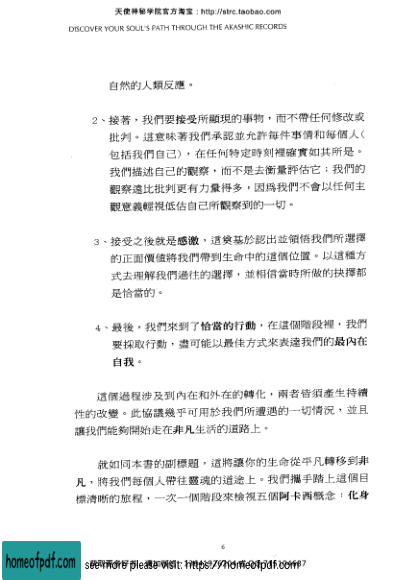 天使神秘学院官方淘宝：http://strc.taobao.com
DISCOVER YOUR SOUL'S PATH THROUGH THE AKASHIC RECORDS
自然的人類反應。
2、接著，我們要接受所顯現的事物，而不帶任何修改或
批判。這意味著我們承認並允許每件事情和每個人（
包括我們自己），在任何特定時刻裡確實如其所是。
我們描述自己的觀察，而不是去衡量評估它；我們的
觀察遠比批判更有力量得多，因為我們不會以任何主
觀意義輕視低估自己所觀察到的一切。
3、接受之後就是感激，這奠基於認出並領悟我們所選擇
的正面價值將我們帶到生命中的這個位置。以這種方
式去理解我們過往的選擇，並相信當時所做的抉擇都
是恰當的。
4、最後，我們來到了恰當的行動，在這個階段裡，我們
要採取行動，盡可能以最佳方式來表達我們的最內在
自我。
這個過程涉及到內在和外在的轉化，兩者皆須產生持續
性的改變。此協議幾乎可用於我們所遭遇的一切情況，並且
讓我們能夠開始走在非凡生活的道路上。
就如同本書的副標題，這將讓你的生命從平凡轉移到非
凡，將我們每個人帶往靈魂的道途上。我們攜手踏上這個目
標清晰的旅程，一次一個階段來檢視五個阿卡西概念：化身
6
homeofpdf.com
see more please visit: https://homeofpdf.com